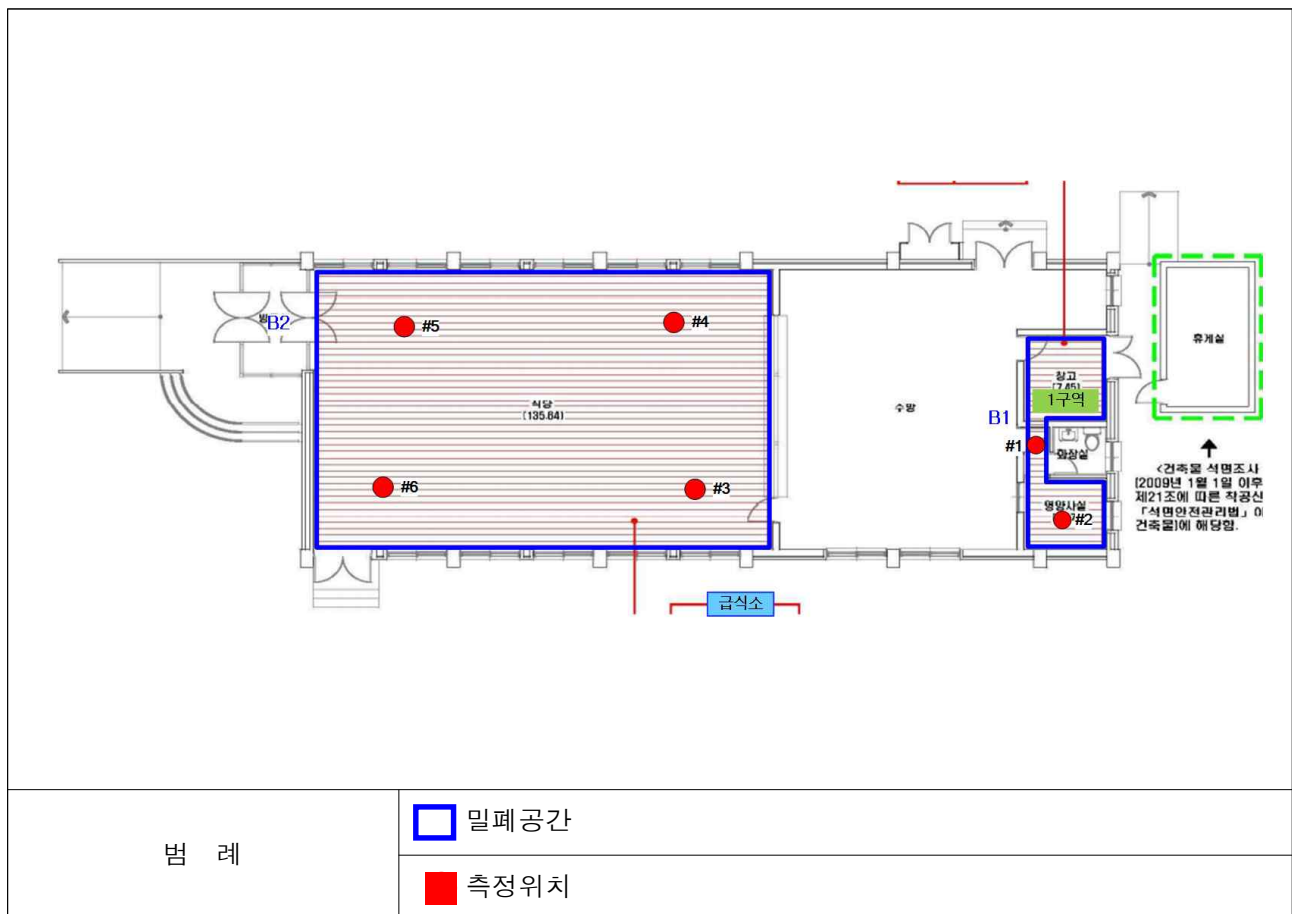 B2
#5
#4
식당
(135.84)
#6
#3
급식소
창고
(7.45)
1구역
B1
#1
화장실
영양사실
#2
휴게실
<건축물 석면조사
[2009년 1월 1일 이후
제21조에 따른 착공신
「석면안전관리법」 이
건축물]에 해당함.
범 례
밀폐공간
측정위치